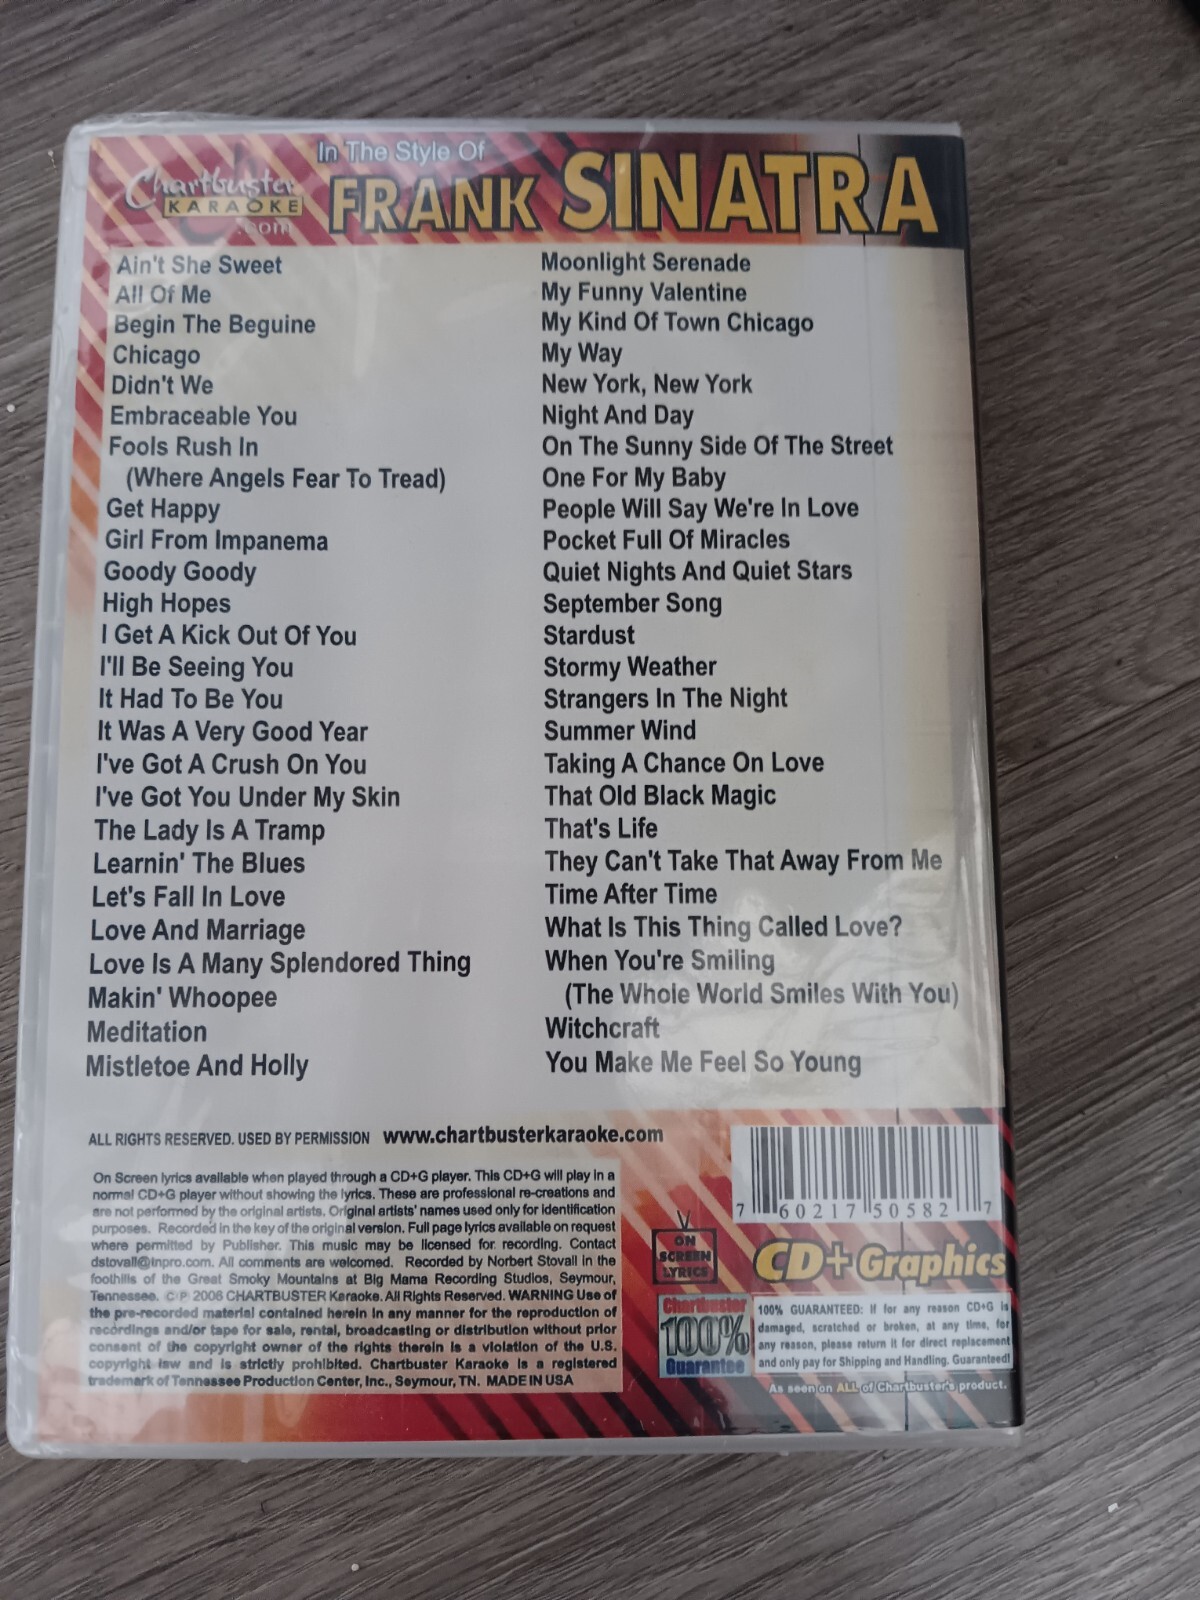 Chartbuster
KARAOKE
.com
In The Style Of
FRANK SINATRA
Ain't She Sweet
All Of Me
Begin The Beguine
Chicago
Didn't We
Embraceable You
Fools Rush In
(Where Angels Fear To Tread)
Get Happy
Girl From Impanema
Goody Goody
High Hopes
I Get A Kick Out Of You
I'll Be Seeing You
It Had To Be You
It Was A Very Good Year
I've Got A Crush On You
I've Got You Under My Skin
The Lady Is A Tramp
Learnin' The Blues
Let's Fall In Love
Love And Marriage
Love Is A Many Splendored Thing
Makin' Whoopee
Meditation
Mistletoe And Holly
Moonlight Serenade
My Funny Valentine
My Kind Of Town Chicago
My Way
New York, New York
Night And Day
On The Sunny Side Of The Street
One For My Baby
People Will Say We're In Love
Pocket Full Of Miracles
Quiet Nights And Quiet Stars
September Song
Stardust
Stormy Weather
Strangers In The Night
Summer Wind
Taking A Chance On Love
That Old Black Magic
That's Life
They Can't Take That Away From Me
Time After Time
What Is This Thing Called Love?
When You're Smiling
(The Whole World Smiles With You)
Witchcraft
You Make Me Feel So Young
ALL RIGHTS RESERVED. USED BY PERMISSION www.chartbusterkaraoke.com
On Screen lyrics available when played through a CD+G player. This CD+G will play in a
normal CD+G player without showing the lyrics. These are professional re-creations and
are not performed by the original artists. Original artists' names used only for identification
purposes. Recorded in the key of the original version. Full page lyrics available on request
where permitted by Publisher. This music may be licensed for recording. Contact
dstovall@tnpro.com. All comments are welcomed. Recorded by Norbert Stovall in the
foothills of the Great Smoky Mountains at Big Mama Recording Studios, Seymour,
Tennessee. © P 2006 CHARTBUSTER Karaoke. All Rights Reserved. WARNING Use of
the pre-recorded material contained herein in any manner for the reproduction of
recordings and/or tape for sale, rental, broadcasting or distribution without prior
consent of the copyright owner of the rights therein is a violation of the U.S.
copyright law and is strictly prohibited. Chartbuster Karaoke is a registered
trademark of Tennessee Production Center, Inc., Seymour, TN. MADE IN USA
7 60217 50582 7
ON
SCREEN
LYRICS
CD+Graphics
Chartbuster
100%
Guarantee
100% GUARANTEED: If for any reason CD+G is
damaged, scratched or broken, at any time, for
any reason, please return it for direct replacement
and only pay for Shipping and Handling. Guaranteed!
As seen on ALL of Chartbuster's product.